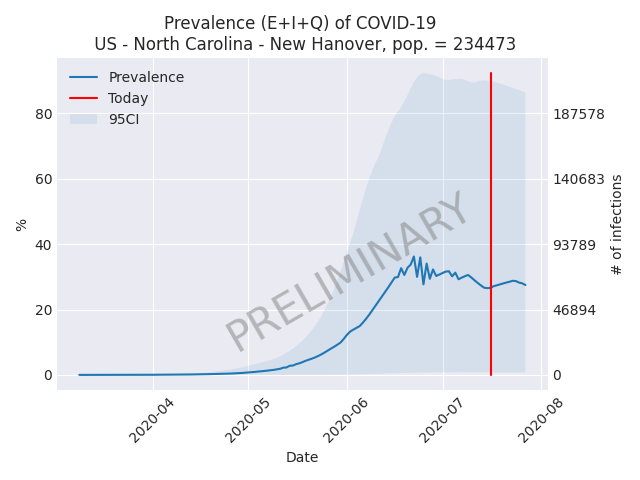 Prevalence (E+I+Q) of COVID-19
US - North Carolina - New Hanover, pop. = 234473
Prevalence
Today
95CI
PRELIMINARY
%
80
60
40
20
0
187578
140683
93789
46894
0
# of infections
2020-04
2020-05
2020-06
2020-07
2020-08
Date